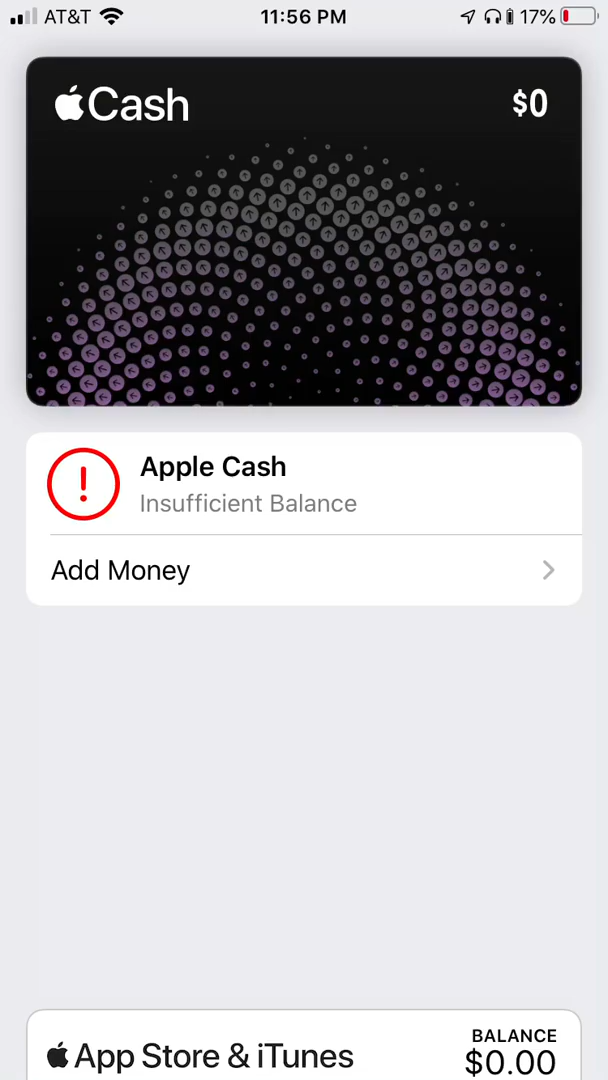 AT&T 11:56 PM 17%
Cash $0
Apple Cash
Insufficient Balance
Add Money
BALANCE
App Store & iTunes $0.00